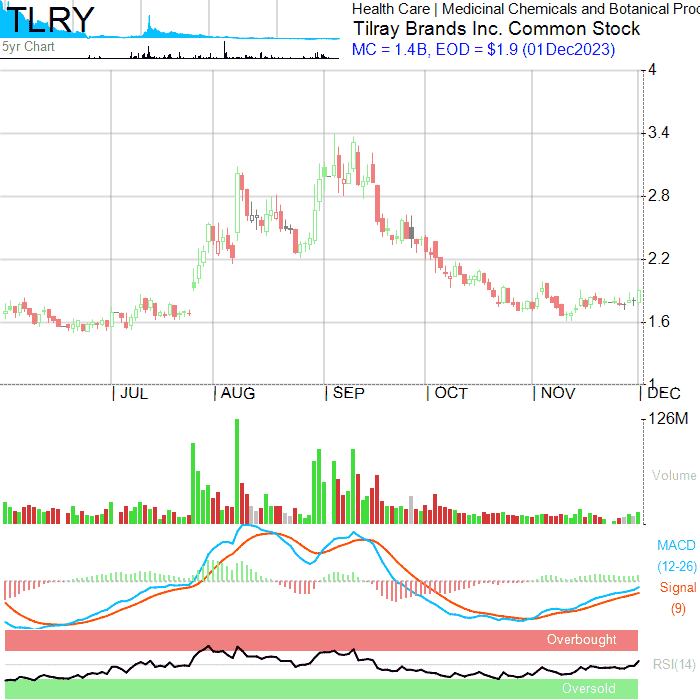 TLRY
5yr Chart
Health Care | Medicinal Chemicals and Botanical Proc
Tilray Brands Inc. Common Stock
MC = 1.4B, EOD = $1.9 (01Dec2023)
4
3.4
2.8
2.2
1.6
1
| JUL | AUG | SEP | OCT | NOV | DEC
126M
Volume
MACD
(12-26)
Signal
(9)
Overbought
RSI(14)
Oversold